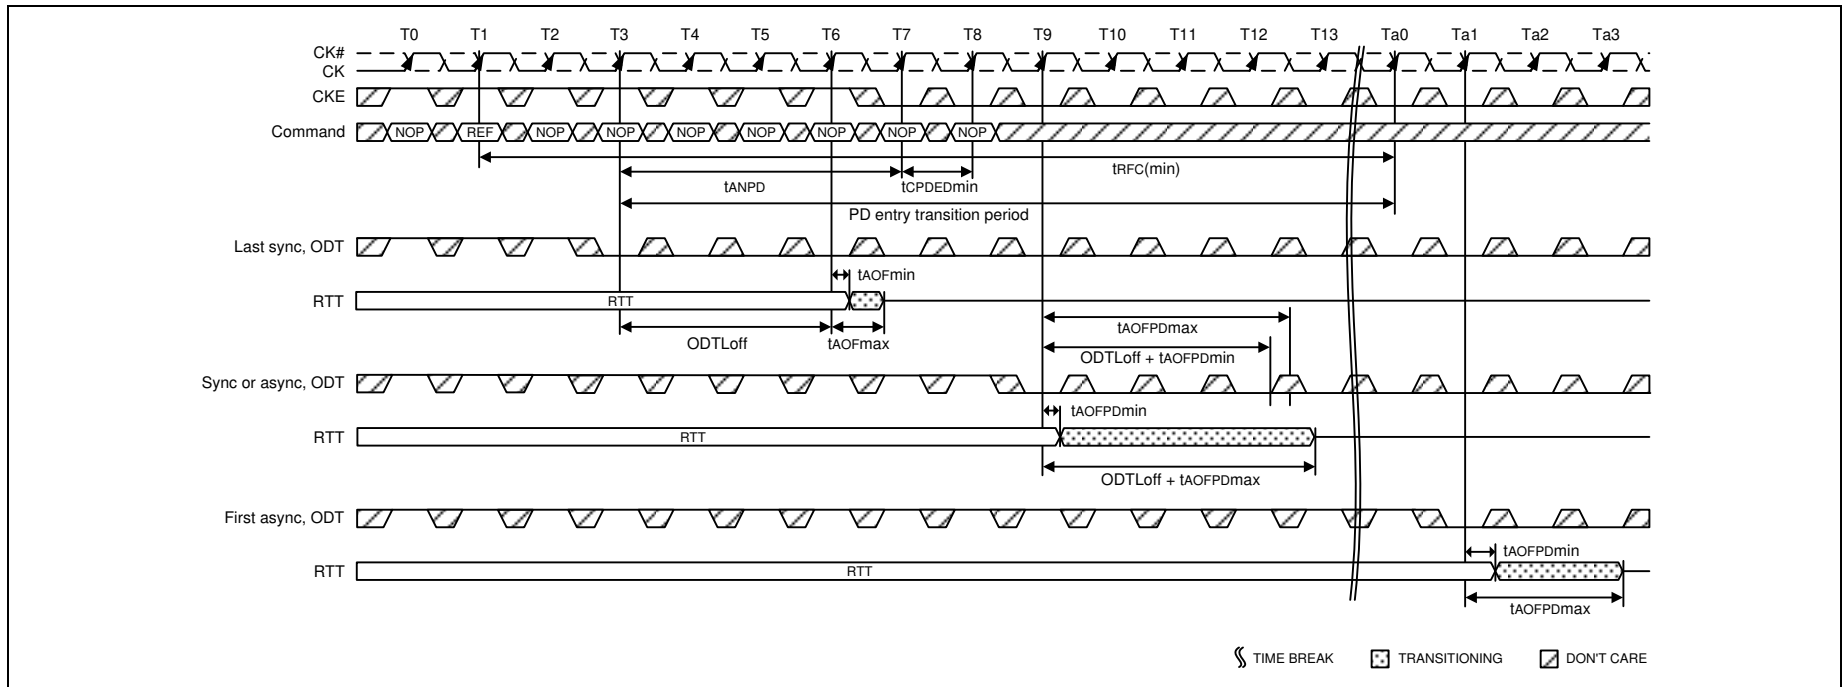 T0 T1 T2 T3 T4 T5 T6 T7 T8 T9 T10 T11 T12 T13 Ta0 Ta1 Ta2 Ta3
CK#
CK
CKE
Command NOP REF NOP NOP NOP NOP NOP NOP NOP
tRFC(min)
tANPD tCPDEDmin
PD entry transition period
Last sync, ODT
tAOFmin
RTT RTT
ODTLoff tAOFmax
tAOFPDmax
ODTLoff + tAOFPDmin
Sync or async, ODT
tAOFPDmin
RTT RTT
ODTLoff + tAOFPDmax
First async, ODT
tAOFPDmin
RTT RTT
tAOFPDmax
TIME BREAK TRANSITIONING DON'T CARE